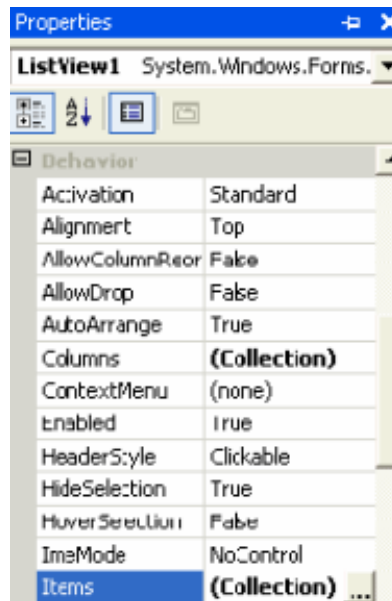 Properties
ListView1 System.Windows.Forms.
Behavior
Activation Standard
Alignment Top
AllowColumnReor False
AllowDrop False
AutoArrange True
Columns (Collection)
ContextMenu (none)
Enabled True
HeaderStyle Clickable
HideSelection True
HoverSelection False
ImeMode NoControl
Items (Collection) ...